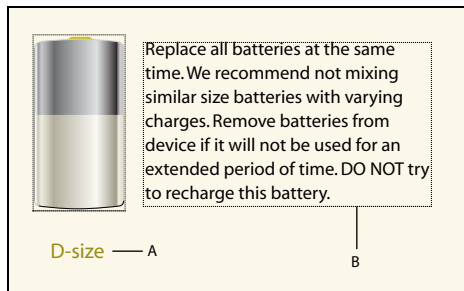 Replace all batteries at the same
time. We recommend not mixing
similar size batteries with varying
charges. Remove batteries from
device if it will not be used for an
extended period of time. DO NOT try
to recharge this battery.
D-size
A
B